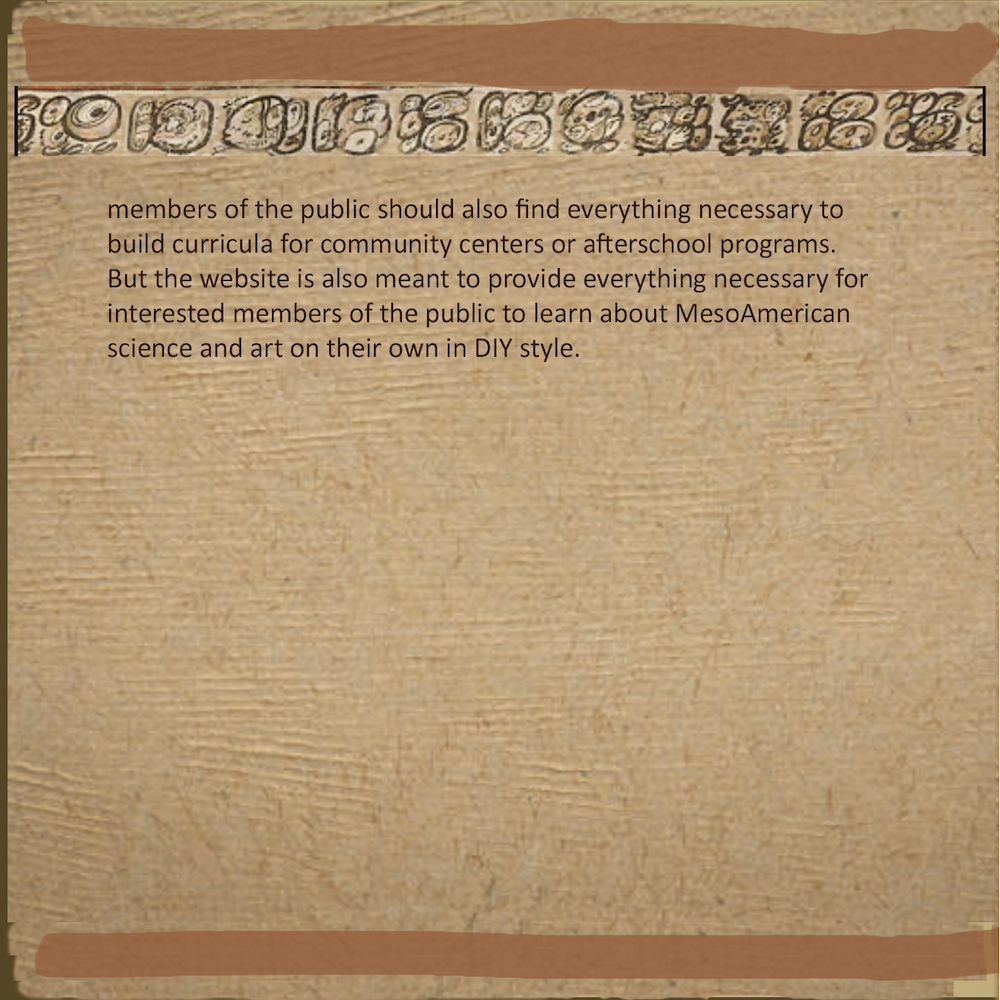 members of the public should also find everything necessary to
build curricula for community centers or afterschool programs.
But the website is also meant to provide everything necessary for
interested members of the public to learn about MesoAmerican
science and art on their own in DIY style.